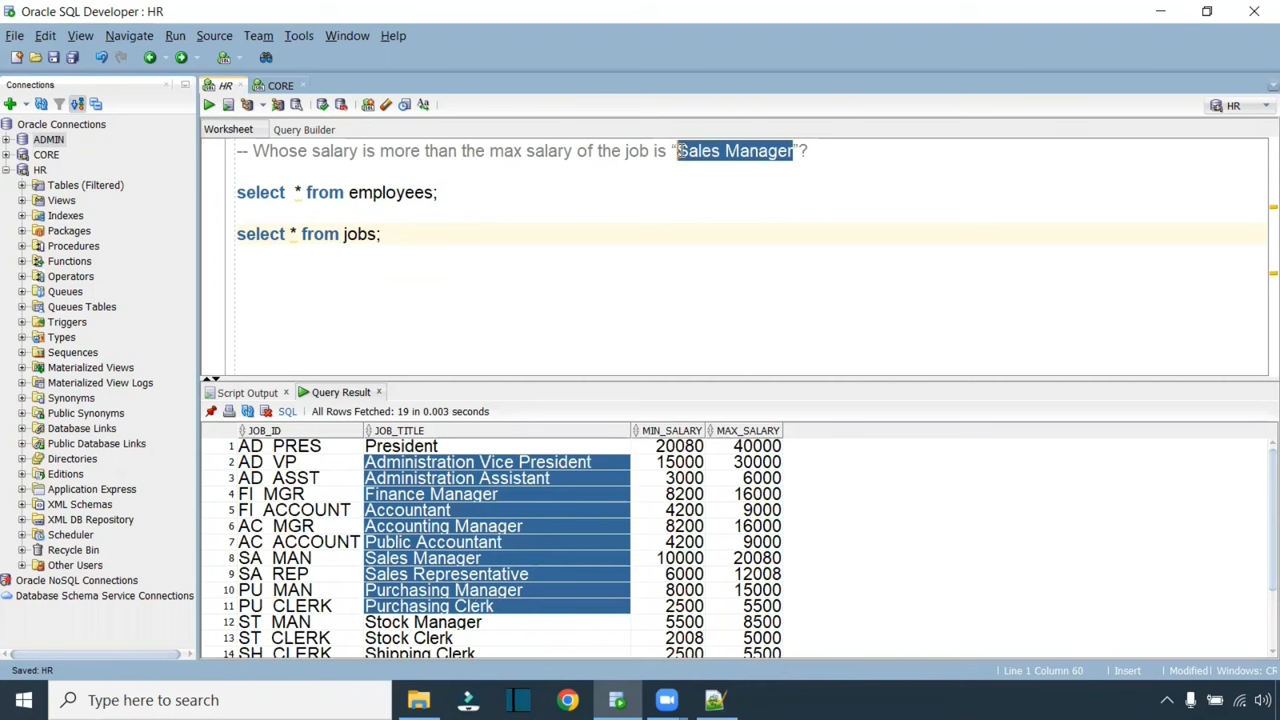 Oracle SQL Developer : HR
File Edit View Navigate Run Source Team Tools Window Help
Connections
HR
CORE
HR
Worksheet Query Builder
Oracle Connections
ADMIN
CORE
HR
Tables (Filtered)
Views
Indexes
Packages
Procedures
Functions
Operators
Queues
Queues Tables
Triggers
Types
Sequences
Materialized Views
Materialized View Logs
Synonyms
Public Synonyms
Database Links
Public Database Links
Directories
Editions
Application Express
XML Schemas
XML DB Repository
Scheduler
Recycle Bin
Other Users
Oracle NoSQL Connections
Database Schema Service Connections
-- Whose salary is more than the max salary of the job is “Sales Manager”?
select * from employees;
select * from jobs;
Script Output Query Result
SQL All Rows Fetched: 19 in 0.003 seconds
JOB_ID JOB_TITLE MIN_SALARY MAX_SALARY
1 AD_PRES President 20080 40000
2 AD_VP Administration Vice President 15000 30000
3 AD_ASST Administration Assistant 3000 6000
4 FI_MGR Finance Manager 8200 16000
5 FI_ACCOUNT Accountant 4200 9000
6 AC_MGR Accounting Manager 8200 16000
7 AC_ACCOUNT Public Accountant 4200 9000
8 SA_MAN Sales Manager 10000 20080
9 SA_REP Sales Representative 6000 12008
10 PU_MAN Purchasing Manager 8000 15000
11 PU_CLERK Purchasing Clerk 2500 5500
12 ST_MAN Stock Manager 5500 8500
13 ST_CLERK Stock Clerk 2008 5000
14 SH_CLERK Shipping Clerk 2500 5500
Saved: HR
Line 1 Column 60 Insert Modified Windows: CR
Type here to search